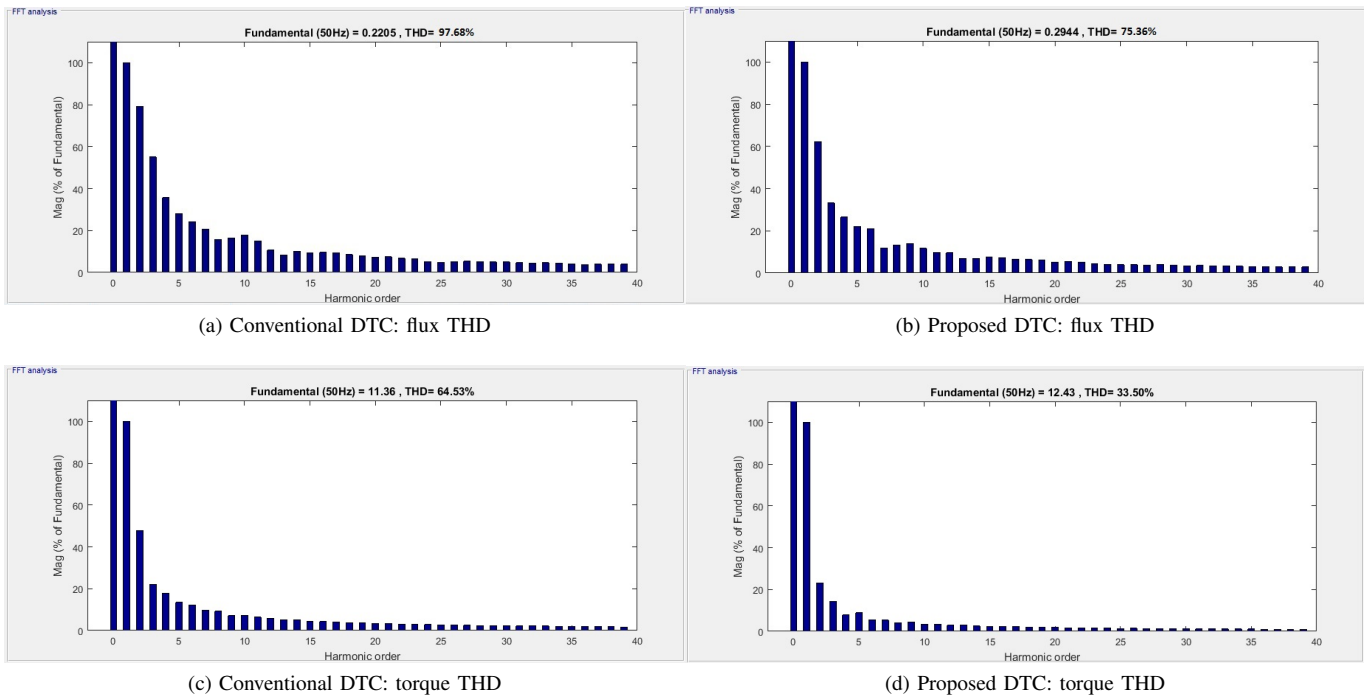 FFT analysis
Fundamental (50Hz) = 0.2205 , THD= 97.68%
Mag (% of Fundamental)
100
80
60
40
20
0
0 5 10 15 20 25 30 35 40
Harmonic order
(a) Conventional DTC: flux THD
FFT analysis
Fundamental (50Hz) = 0.2944 , THD= 75.36%
Mag (% of Fundamental)
100
80
60
40
20
0
0 5 10 15 20 25 30 35 40
Harmonic order
(b) Proposed DTC: flux THD
FFT analysis
Fundamental (50Hz) = 11.36 , THD= 64.53%
Mag (% of Fundamental)
100
80
60
40
20
0
0 5 10 15 20 25 30 35 40
Harmonic order
(c) Conventional DTC: torque THD
FFT analysis
Fundamental (50Hz) = 12.43 , THD= 33.50%
Mag (% of Fundamental)
100
80
60
40
20
0
0 5 10 15 20 25 30 35 40
Harmonic order
(d) Proposed DTC: torque THD